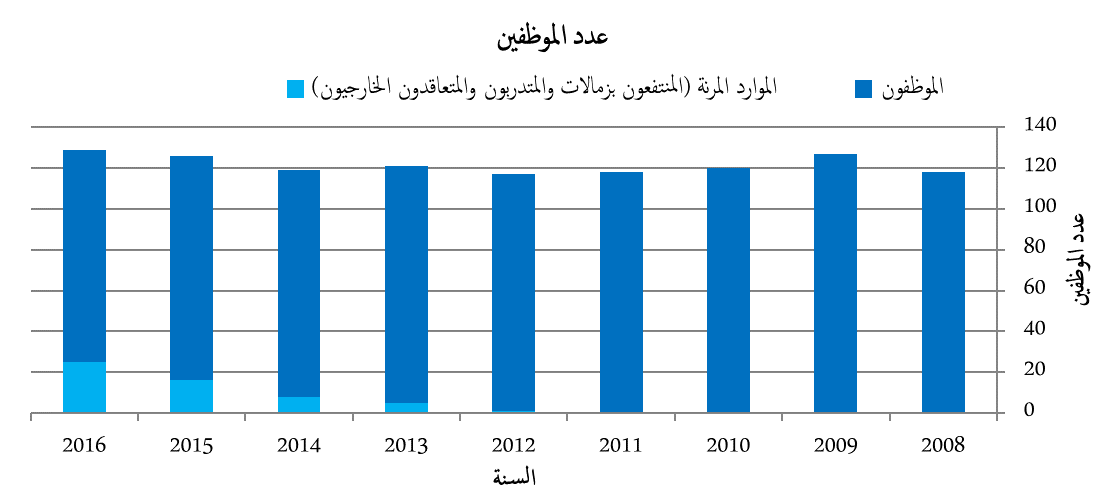 عدد الموظفين
الموظفون
الموارد المرنة (المنتفعون بزمالات والمتدربون والمتعاقدون الخارجيون)
140
120
100
80
60
40
20
0
عدد الموظفين
2008 2009 2010 2011 2012 2013 2014 2015 2016
السنة